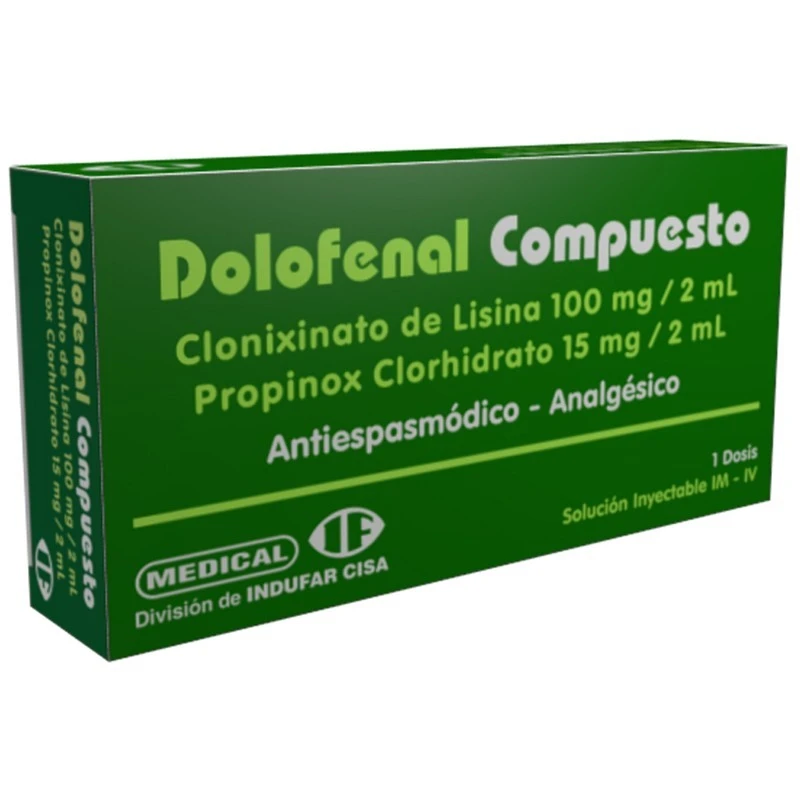 Dolofenal Compuesto
Clonixinato de Lisina 100 mg / 2 mL
Propinox Clorhidrato 15 mg / 2 mL
Antiespasmódico - Analgésico
1 Dosis
Solución Inyectable IM - IV
MEDICAL IF
División de INDUFAR CISA
Dolofenal Compuesto
Clonixinato de Lisina 100 mg / 2 mL
Propinox Clorhidrato 15 mg / 2 mL
IF